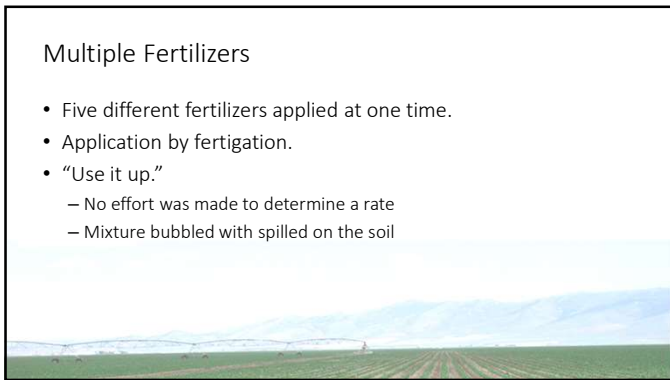 Multiple Fertilizers
• Five different fertilizers applied at one time.
• Application by fertigation.
• “Use it up.”
– No effort was made to determine a rate
– Mixture bubbled with spilled on the soil